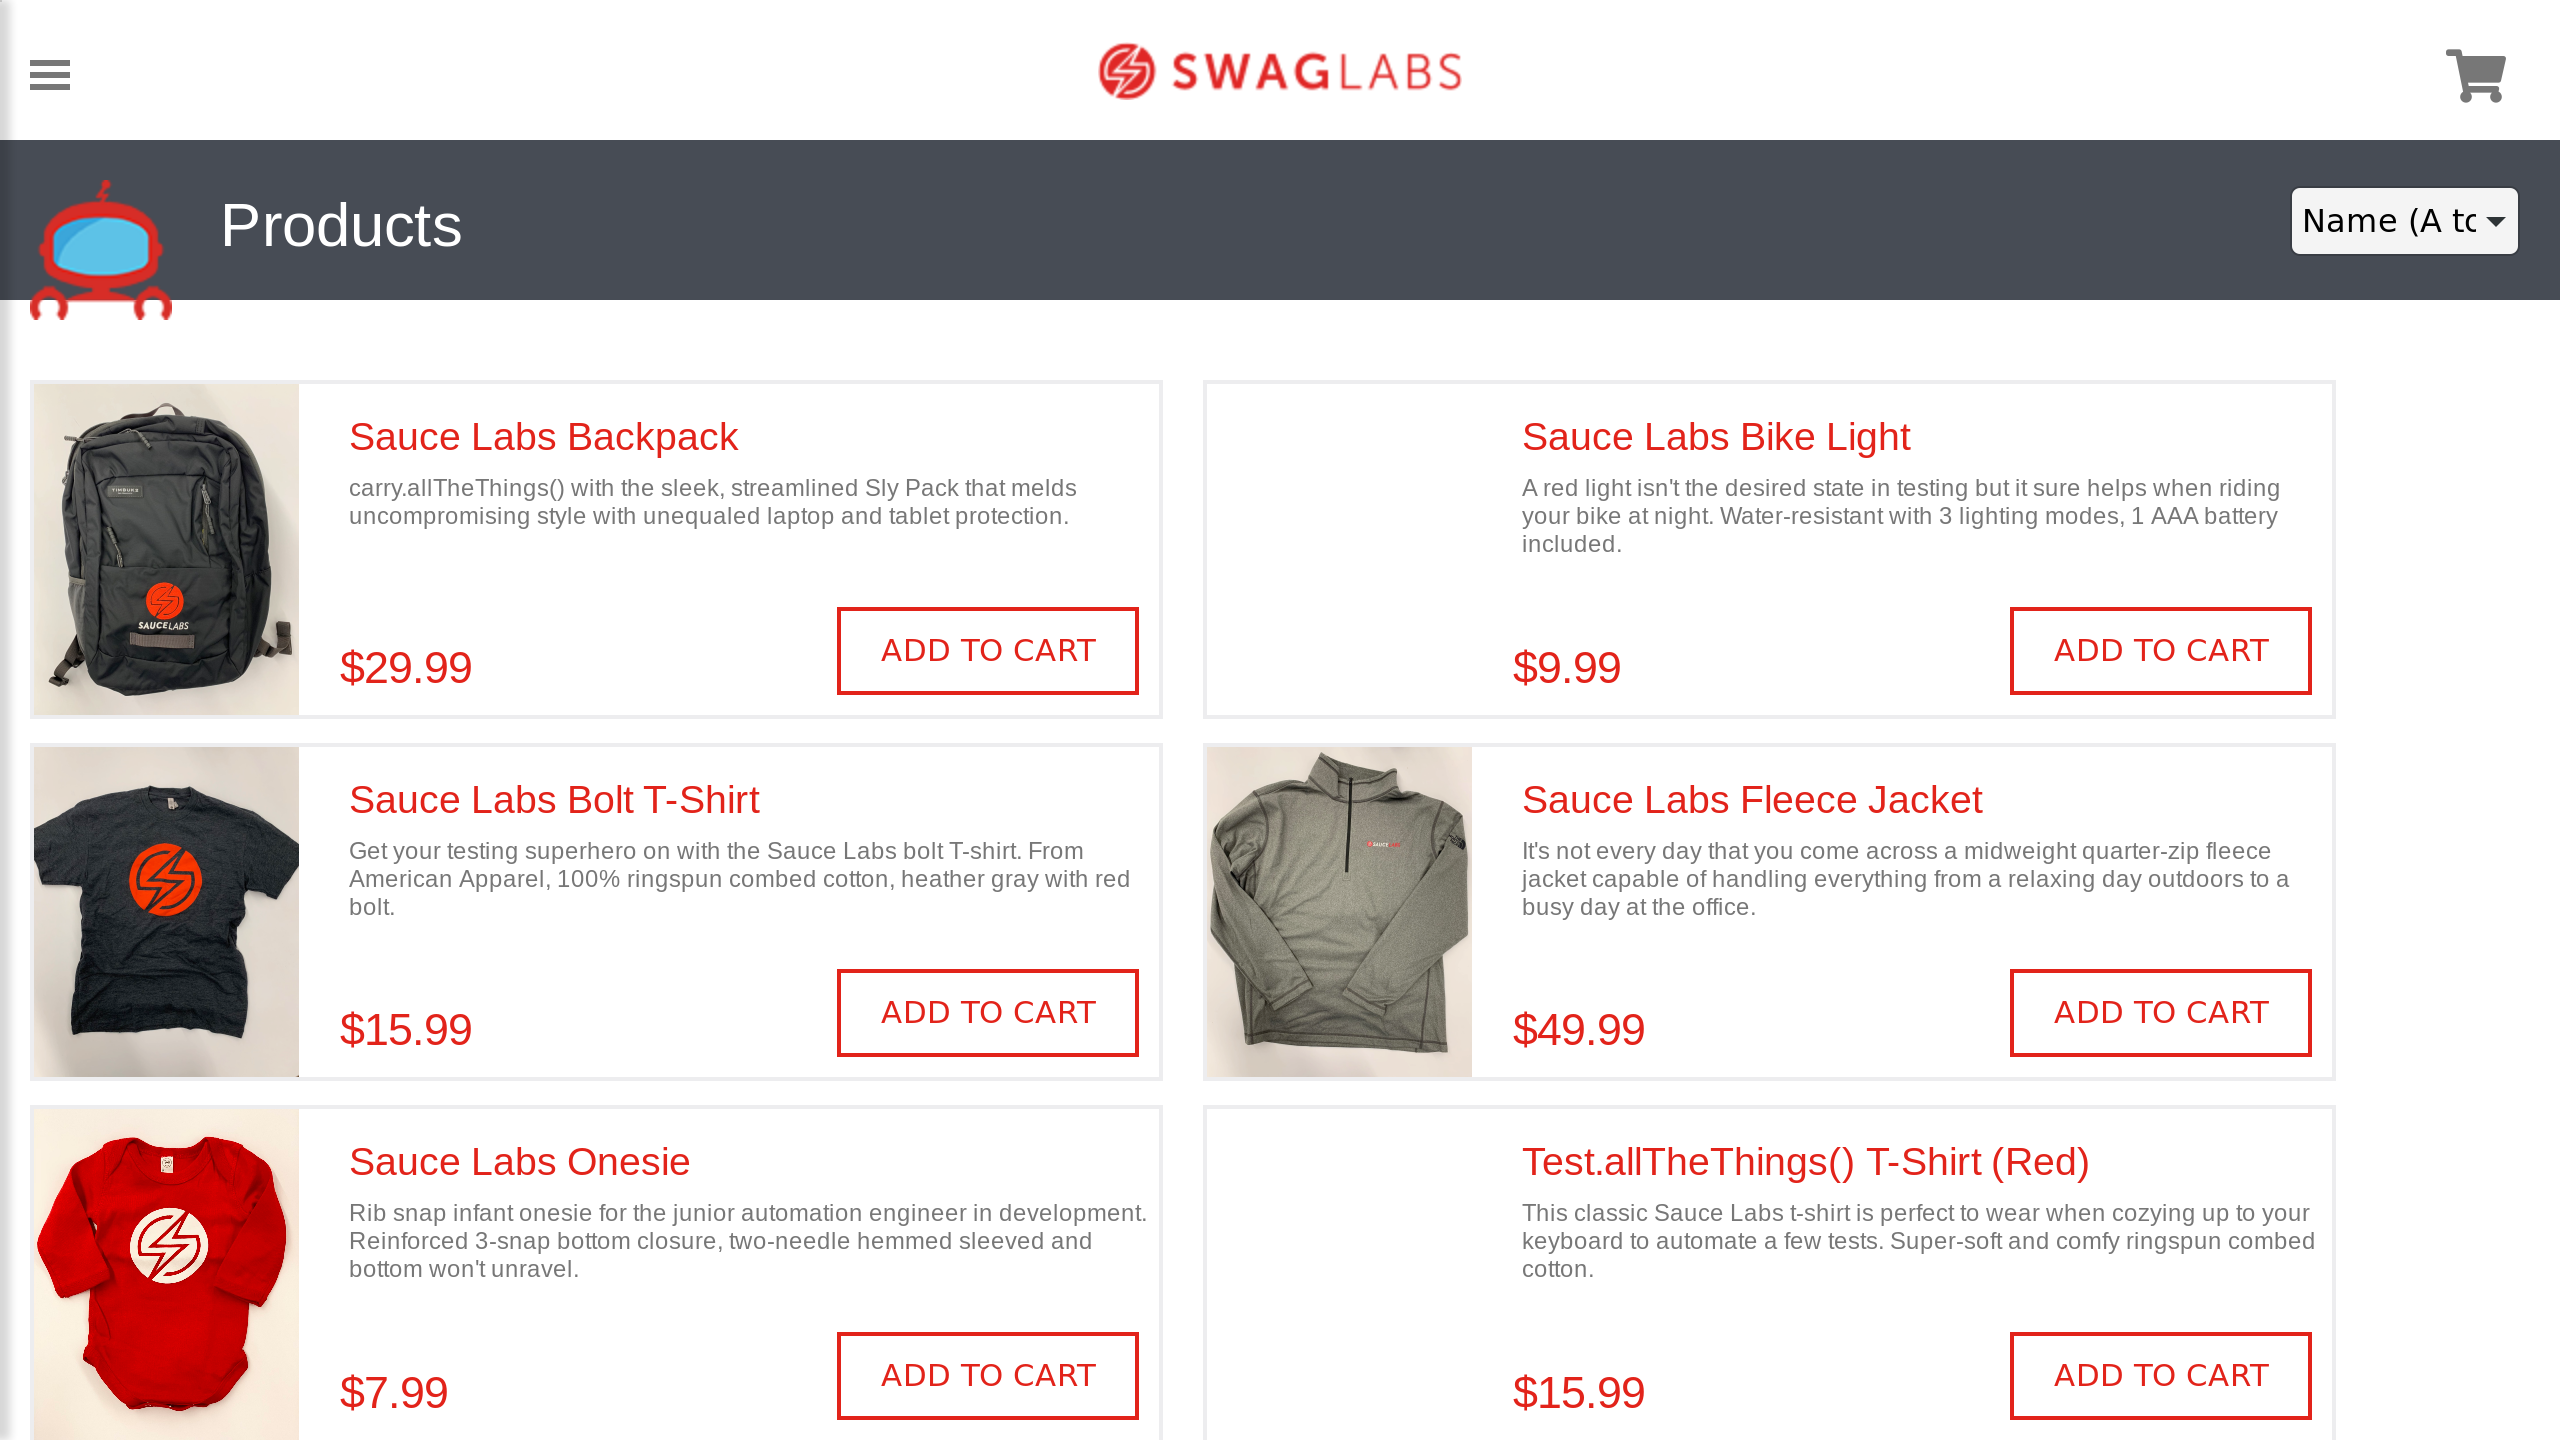 SWAGLABS
Products
Name (A to
Sauce Labs Backpack
carry.allTheThings() with the sleek, streamlined Sly Pack that melds
uncompromising style with unequaled laptop and tablet protection.
$29.99
ADD TO CART
SAUCELABS
Sauce Labs Bike Light
A red light isn't the desired state in testing but it sure helps when riding
your bike at night. Water-resistant with 3 lighting modes, 1 AAA battery
included.
$9.99
ADD TO CART
Sauce Labs Bolt T-Shirt
Get your testing superhero on with the Sauce Labs bolt T-shirt. From
American Apparel, 100% ringspun combed cotton, heather gray with red
bolt.
$15.99
ADD TO CART
Sauce Labs Fleece Jacket
It's not every day that you come across a midweight quarter-zip fleece
jacket capable of handling everything from a relaxing day outdoors to a
busy day at the office.
$49.99
ADD TO CART
SAUCELABS
Sauce Labs Onesie
Rib snap infant onesie for the junior automation engineer in development.
Reinforced 3-snap bottom closure, two-needle hemmed sleeved and
bottom won't unravel.
$7.99
ADD TO CART
Test.allTheThings() T-Shirt (Red)
This classic Sauce Labs t-shirt is perfect to wear when cozying up to your
keyboard to automate a few tests. Super-soft and comfy ringspun combed
cotton.
$15.99
ADD TO CART